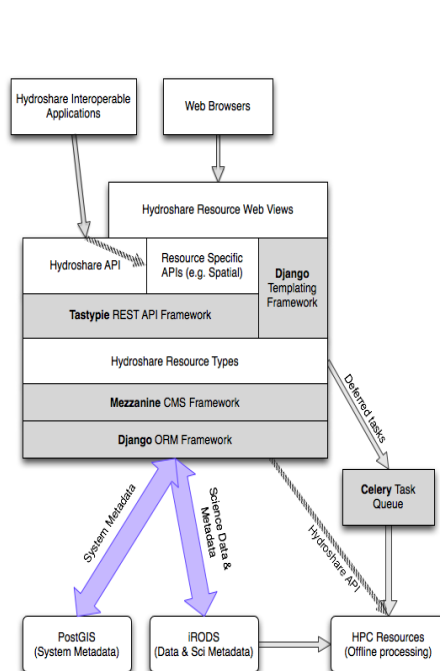 Hydroshare Interoperable
Applications
Web Browsers
Hydroshare Resource Web Views
Hydroshare API
Resource Specific
APIs (e.g. Spatial)
Django
Templating
Framework
Tastypie REST API Framework
Hydroshare Resource Types
Mezzanine CMS Framework
Django ORM Framework
Deferred tasks
Celery Task
Queue
System Metadata
Science Data &
Metadata
Hydroshare API
PostGIS
(System Metadata)
iRODS
(Data & Sci Metadata)
HPC Resources
(Offline processing)